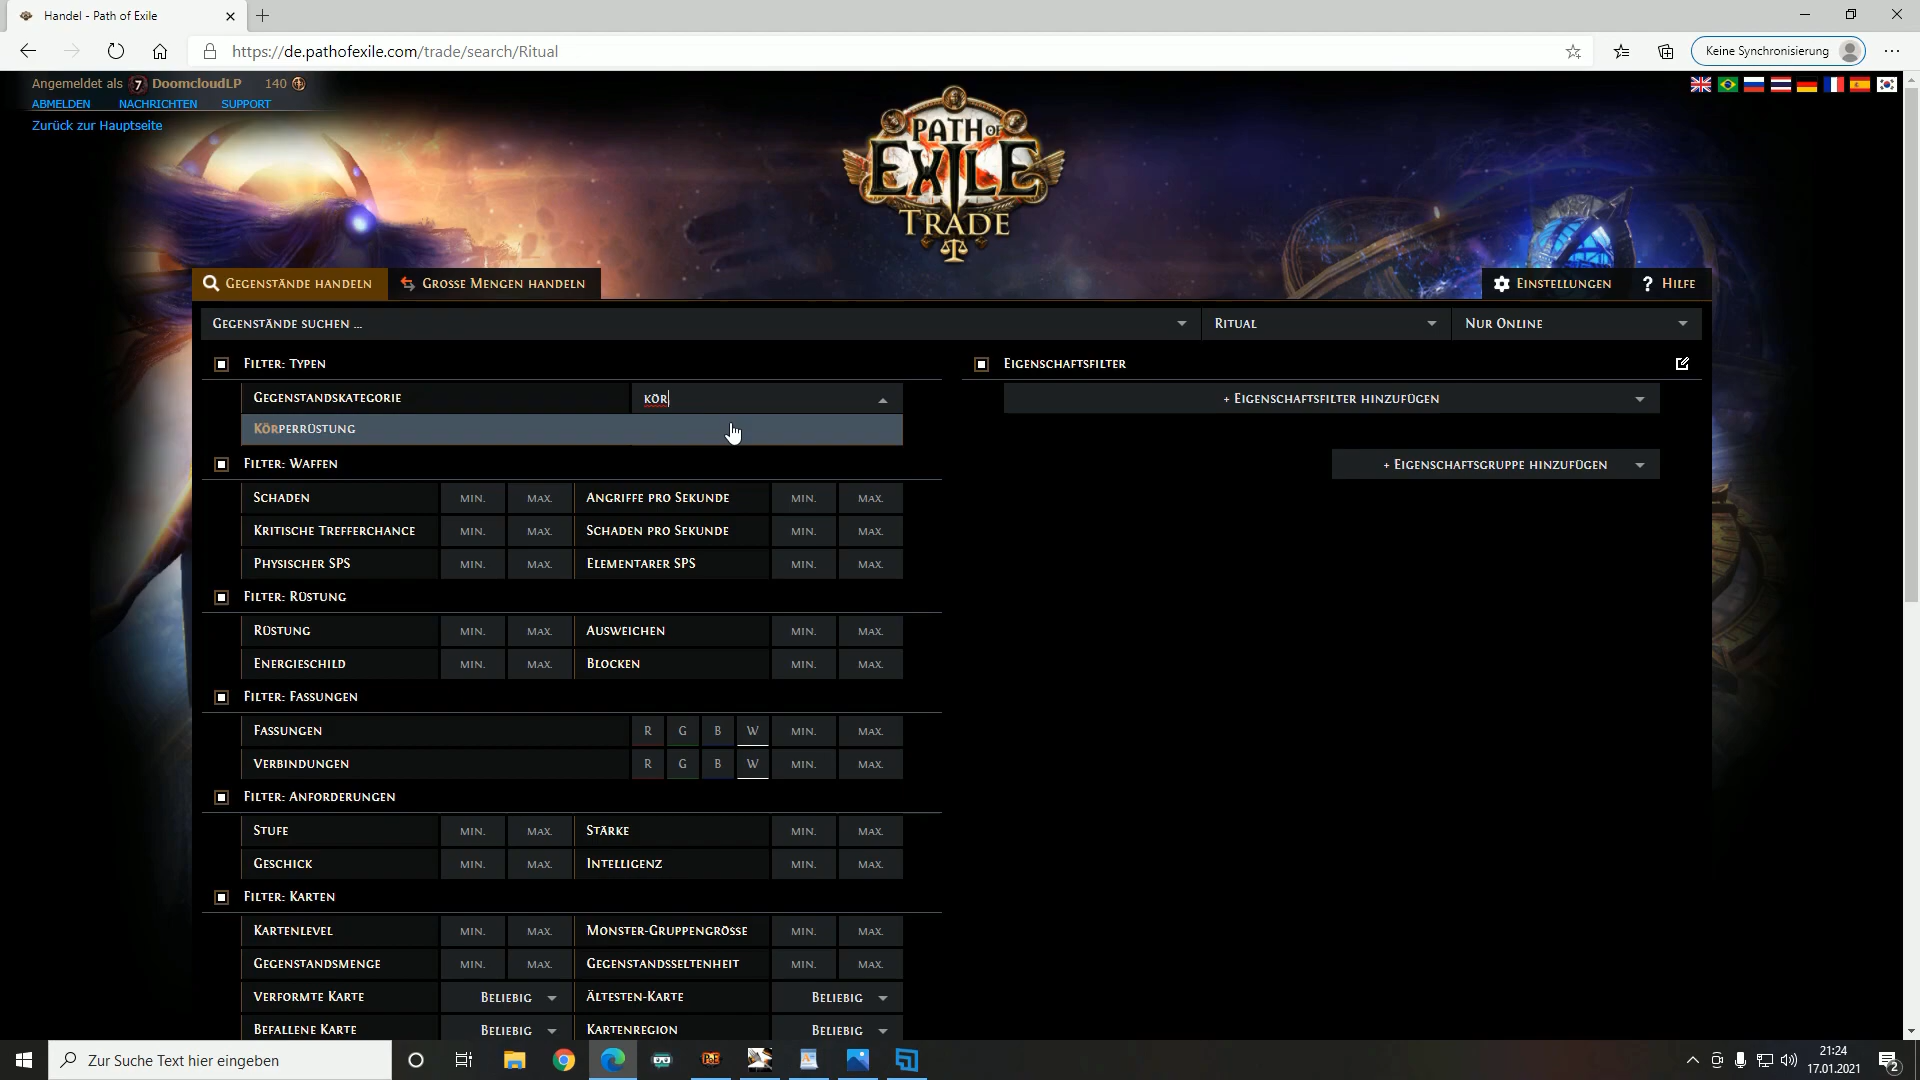 Handel - Path of Exile
https://de.pathofexile.com/trade/search/Ritual
Keine Synchronisierung
Angemeldet als 7 DoomcloudLP 140
ABMELDEN NACHRICHTEN SUPPORT
Zurück zur Hauptseite
PATH OF EXILE TRADE
Gegenstände handeln Grosse Mengen handeln Einstellungen ? Hilfe
Gegenstände suchen ... Ritual Nur Online
Filter: Typen Eigenschaftsfilter
Gegenstandskategorie kör + Eigenschaftsfilter hinzufügen
Körperrüstung
Filter: Waffen + Eigenschaftsgruppe hinzufügen
Schaden min. max. Angriffe pro Sekunde min. max.
Kritische Trefferchance min. max. Schaden pro Sekunde min. max.
Physischer SPS min. max. Elementarer SPS min. max.
Filter: Rüstung
Rüstung min. max. Ausweichen min. max.
Energieschild min. max. Blocken min. max.
Filter: Fassungen
Fassungen R G B W min. max.
Verbindungen R G B W min. max.
Filter: Anforderungen
Stufe min. max. Stärke min. max.
Geschick min. max. Intelligenz min. max.
Filter: Karten
Kartenlevel min. max. Monster-Gruppengrösse min. max.
Gegenstandsmenge min. max. Gegenstandsseltenheit min. max.
Verformte Karte Beliebig Ältesten-Karte Beliebig
Befallene Karte Beliebig Kartenregion Beliebig
Zur Suche Text hier eingeben
PoE
21:24
17.01.2021
2